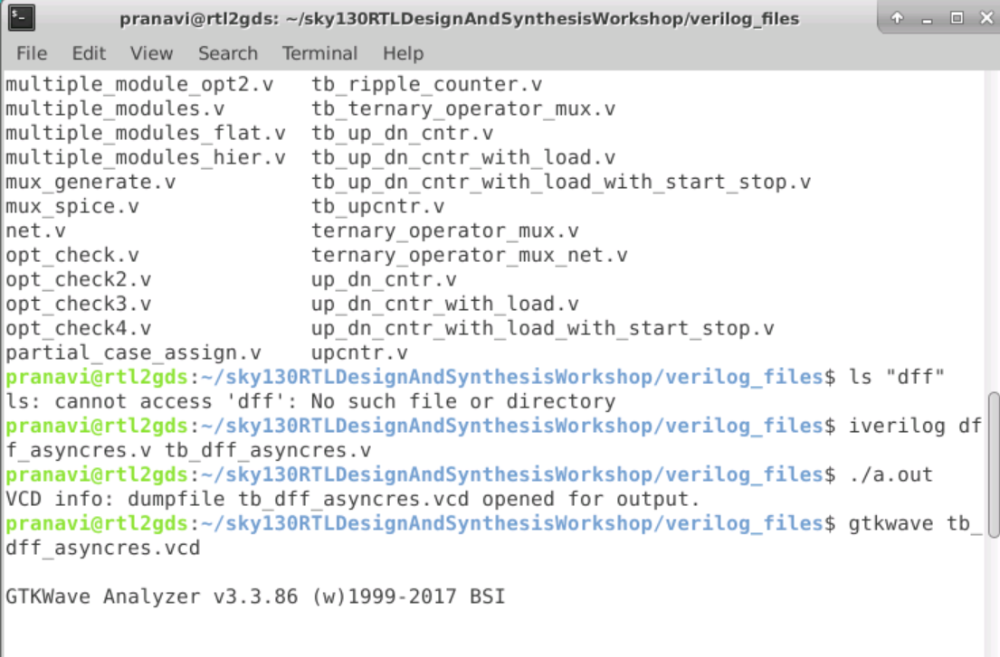 pranavi@rtl2gds: ~/sky130RTLDesignAndSynthesisWorkshop/verilog_files
File Edit View Search Terminal Help
multiple_module_opt2.v tb_ripple_counter.v
multiple_modules.v tb_ternary_operator_mux.v
multiple_modules_flat.v tb_up_dn_cntr.v
multiple_modules_hier.v tb_up_dn_cntr_with_load.v
mux_generate.v tb_up_dn_cntr_with_load_with_start_stop.v
mux_spice.v tb_upcntr.v
net.v ternary_operator_mux.v
opt_check.v ternary_operator_mux_net.v
opt_check2.v up_dn_cntr.v
opt_check3.v up_dn_cntr_with_load.v
opt_check4.v up_dn_cntr_with_load_with_start_stop.v
partial_case_assign.v upcntr.v
pranavi@rtl2gds:~/sky130RTLDesignAndSynthesisWorkshop/verilog_files$ ls "dff"
ls: cannot access 'dff': No such file or directory
pranavi@rtl2gds:~/sky130RTLDesignAndSynthesisWorkshop/verilog_files$ iverilog df
f_asyncres.v tb_dff_asyncres.v
pranavi@rtl2gds:~/sky130RTLDesignAndSynthesisWorkshop/verilog_files$ ./a.out
VCD info: dumpfile tb_dff_asyncres.vcd opened for output.
pranavi@rtl2gds:~/sky130RTLDesignAndSynthesisWorkshop/verilog_files$ gtkwave tb_
dff_asyncres.vcd
GTKWave Analyzer v3.3.86 (w)1999-2017 BSI